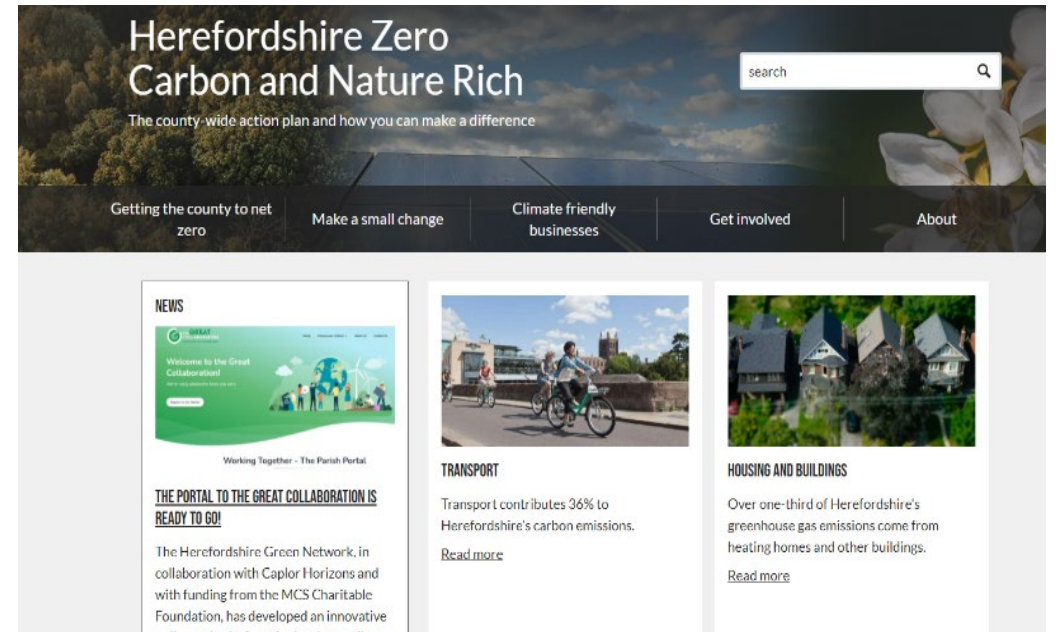 Herefordshire Zero
Carbon and Nature Rich
The county-wide action plan and how you can make a difference
search
Getting the county to net
zero
Make a small change
Climate friendly
businesses
Get involved
About
NEWS
GREAT
Welcome to the Great
Collaboration!
Working Together - The Parish Portal
THE PORTAL TO THE GREAT COLLABORATION IS
READY TO GO!
The Herefordshire Green Network, in
collaboration with Caplor Horizons and
with funding from the MCS Charitable
Foundation, has developed an innovative
TRANSPORT
Transport contributes 36% to
Herefordshire's carbon emissions.
Read more
HOUSING AND BUILDINGS
Over one-third of Herefordshire's
greenhouse gas emissions come from
heating homes and other buildings.
Read more